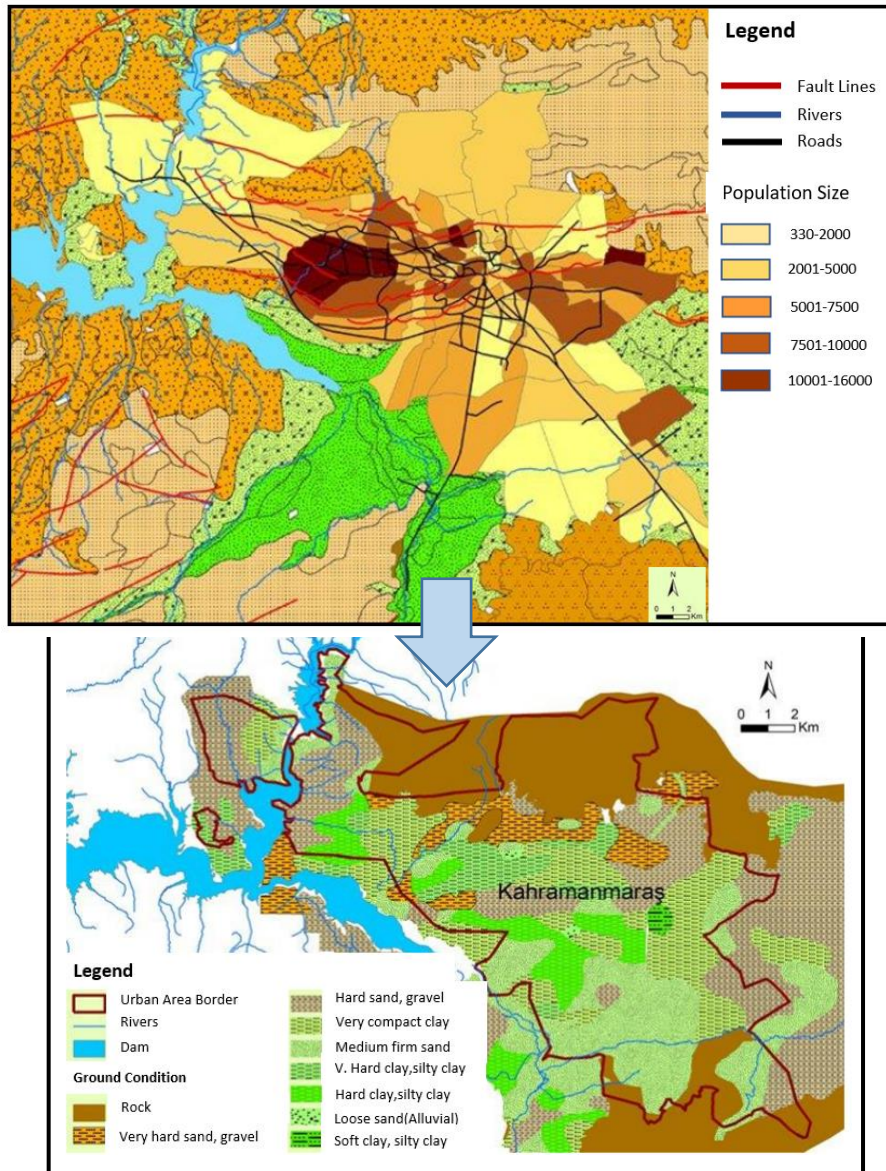 Legend
Fault Lines
Rivers
Roads
Population Size
330-2000
2001-5000
5001-7500
7501-10000
10001-16000
N
0 1 2
Km
N
0 1 2
Km
Kahramanmaraş
Legend
Urban Area Border
Rivers
Dam
Ground Condition
Rock
Very hard sand, gravel
Hard sand, gravel
Very compact clay
Medium firm sand
V. Hard clay,silty clay
Hard clay,silty clay
Loose sand(Alluvial)
Soft clay, silty clay